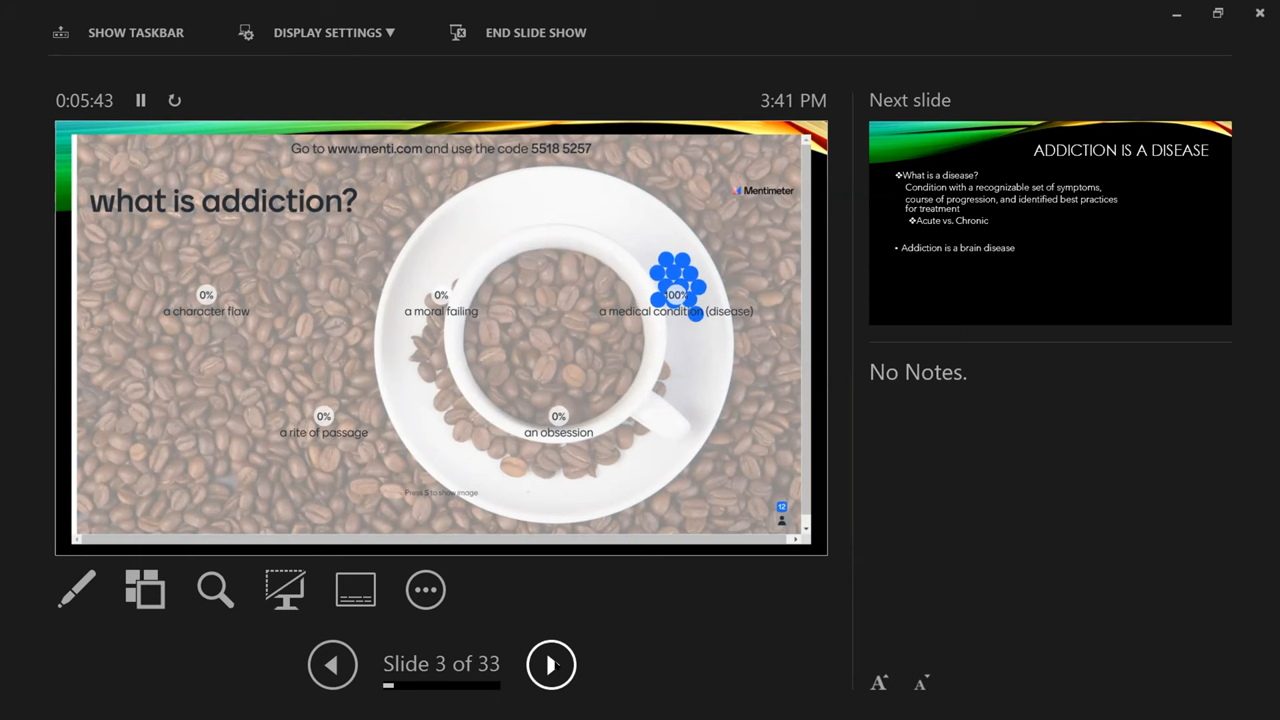 SHOW TASKBAR
DISPLAY SETTINGS ▼
END SLIDE SHOW
0:05:43
3:41 PM
Go to www.menti.com and use the code 5518 5257
what is addiction?
Mentimeter
0%
a character flaw
0%
a moral failing
100%
a medical condition (disease)
0%
a rite of passage
0%
an obsession
Press S to show image
12
Slide 3 of 33
Next slide
ADDICTION IS A DISEASE
❖What is a disease?
Condition with a recognizable set of symptoms,
course of progression, and identified best practices
for treatment
❖Acute vs. Chronic
• Addiction is a brain disease
No Notes.
A A